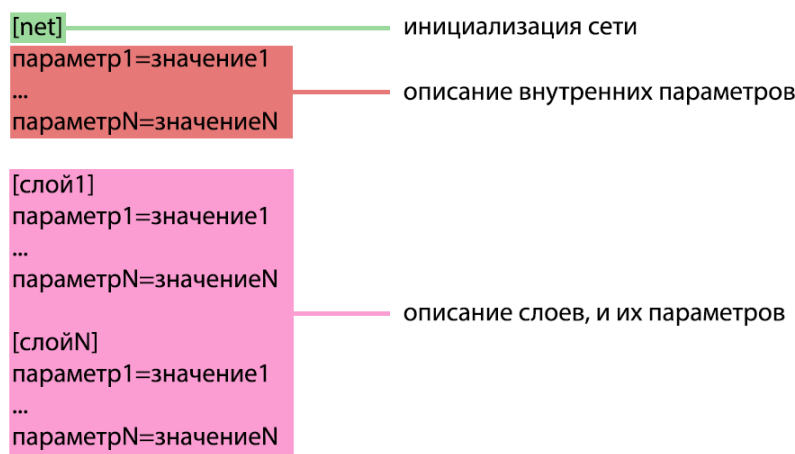 [net]
инициализация сети
параметр1=значение1
...
описание внутренних параметров
параметрN=значениеN
[слой1]
параметр1=значение1
...
параметрN=значениеN
описание слоев, и их параметров
[слойN]
параметр1=значение1
...
параметрN=значениеN